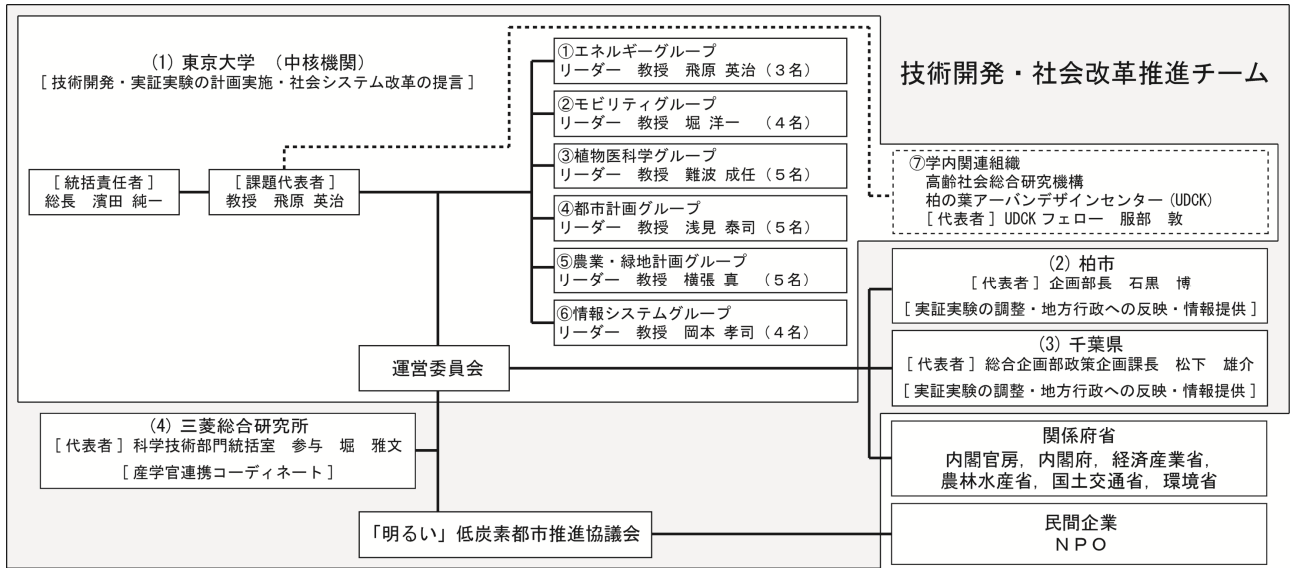 (1) 東京大学 (中核機関)
[ 技術開発・実証実験の計画実施・社会システム改革の提言 ]
[ 統括責任者 ]
総長 濱田 純一
[ 課題代表者 ]
教授 飛原 英治
①エネルギーグループ
リーダー 教授 飛原 英治 (3名)
②モビリティグループ
リーダー 教授 堀 洋一 (4名)
③植物医科学グループ
リーダー 教授 難波 成任 (5名)
④都市計画グループ
リーダー 教授 浅見 泰司 (5名)
⑤農業・緑地計画グループ
リーダー 教授 横張 真 (5名)
⑥情報システムグループ
リーダー 教授 岡本 孝司 (4名)
技術開発・社会改革推進チーム
⑦学内関連組織
高齢社会総合研究機構
柏の葉アーバンデザインセンター (UDCK)
[ 代表者 ] UDCK フェロー 服部 敦
(2) 柏市
[ 代表者 ] 企画部長 石黒 博
[ 実証実験の調整・地方行政への反映・情報提供 ]
(3) 千葉県
[ 代表者 ] 総合企画部政策企画課長 松下 雄介
[ 実証実験の調整・地方行政への反映・情報提供 ]
運営委員会
(4) 三菱総合研究所
[ 代表者 ] 科学技術部門統括室 参与 堀 雅文
[ 産学官連携コーディネート ]
関係府省
内閣官房, 内閣府, 経済産業省,
農林水産省, 国土交通省, 環境省
「明るい」低炭素都市推進協議会
民間企業
NPO